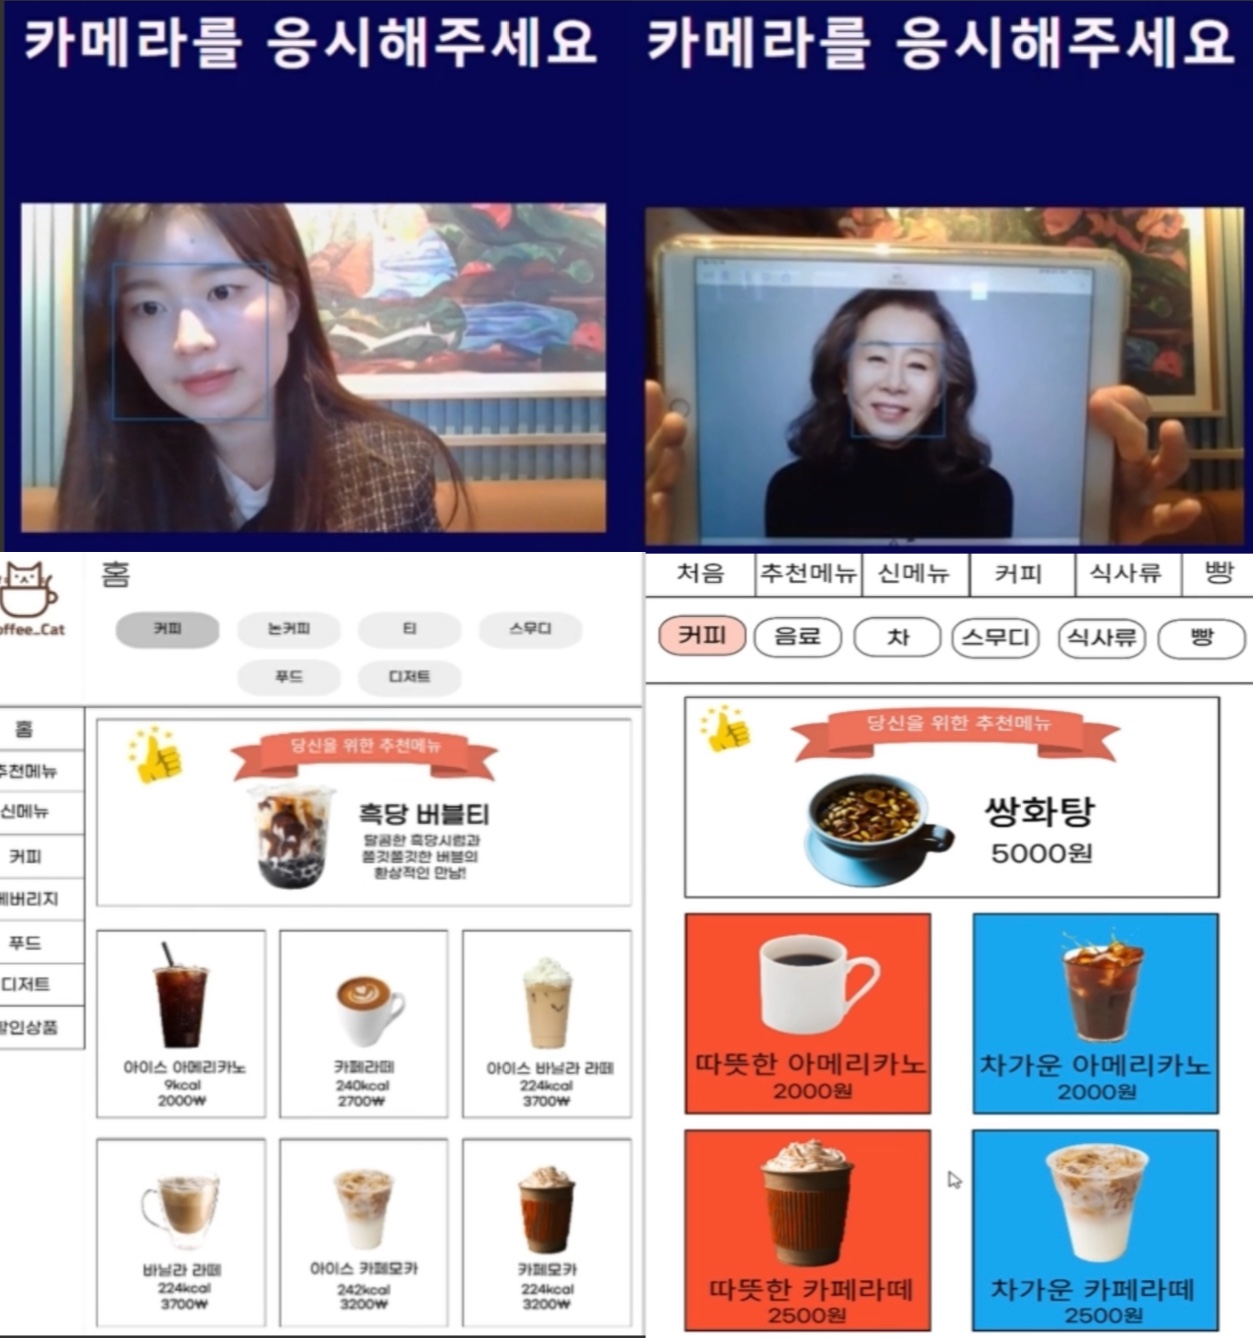 카메라를 응시해주세요
카메라를 응시해주세요
홈
커피
논커피
티
스무디
푸드
디저트
홈
추천메뉴
신메뉴
커피
푸드
디저트
당신을 위한 추천메뉴
흑당 버블티
달콤한 흑당시럽과
쫄깃쫄깃한 버블의
환상적인 만남!
아이스 아메리카노
9kcal
2000₩
카페라떼
240kcal
2700₩
아이스 바닐라 라떼
224kcal
3700₩
바닐라 라떼
224kcal
3700₩
아이스 카페모카
242kcal
3200₩
카페모카
224kcal
3200₩
처음
추천메뉴
신메뉴
커피
식사류
빵
커피
음료
차
스무디
식사류
빵
당신을 위한 추천메뉴
쌍화탕
5000원
따뜻한 아메리카노
2000원
차가운 아메리카노
2000원
따뜻한 카페라떼
2500원
차가운 카페라떼
2500원